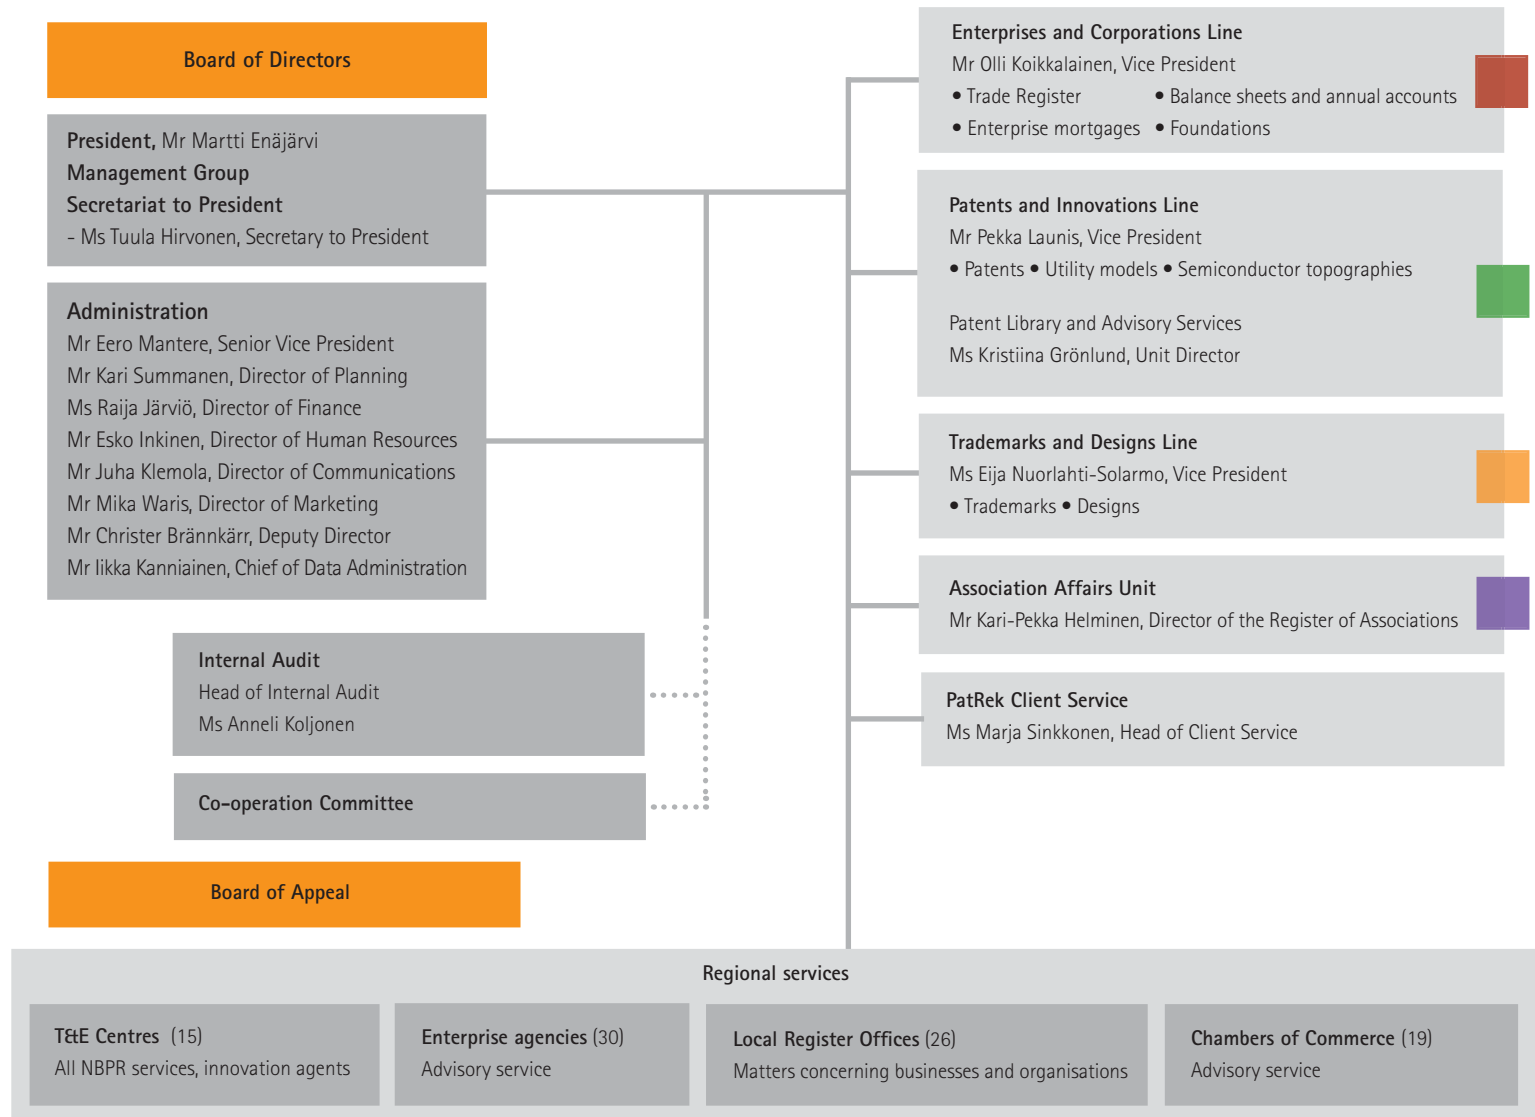 Board of Directors
President, Mr Martti Enäjärvi
Management Group
Secretariat to President
- Ms Tuula Hirvonen, Secretary to President
Administration
Mr Eero Mantere, Senior Vice President
Mr Kari Summanen, Director of Planning
Ms Raija Järviö, Director of Finance
Mr Esko Inkinen, Director of Human Resources
Mr Juha Klemola, Director of Communications
Mr Mika Waris, Director of Marketing
Mr Christer Brännkärr, Deputy Director
Mr Iikka Kanniainen, Chief of Data Administration
Internal Audit
Head of Internal Audit
Ms Anneli Koljonen
Co-operation Committee
Board of Appeal
Enterprises and Corporations Line
Mr Olli Koikkalainen, Vice President
• Trade Register • Balance sheets and annual accounts
• Enterprise mortgages • Foundations
Patents and Innovations Line
Mr Pekka Launis, Vice President
• Patents • Utility models • Semiconductor topographies
Patent Library and Advisory Services
Ms Kristiina Grönlund, Unit Director
Trademarks and Designs Line
Ms Eija Nuorlahti-Solarmo, Vice President
• Trademarks • Designs
Association Affairs Unit
Mr Kari-Pekka Helminen, Director of the Register of Associations
PatRek Client Service
Ms Marja Sinkkonen, Head of Client Service
Regional services
T&E Centres (15)
All NBPR services, innovation agents
Enterprise agencies (30)
Advisory service
Local Register Offices (26)
Matters concerning businesses and organisations
Chambers of Commerce (19)
Advisory service